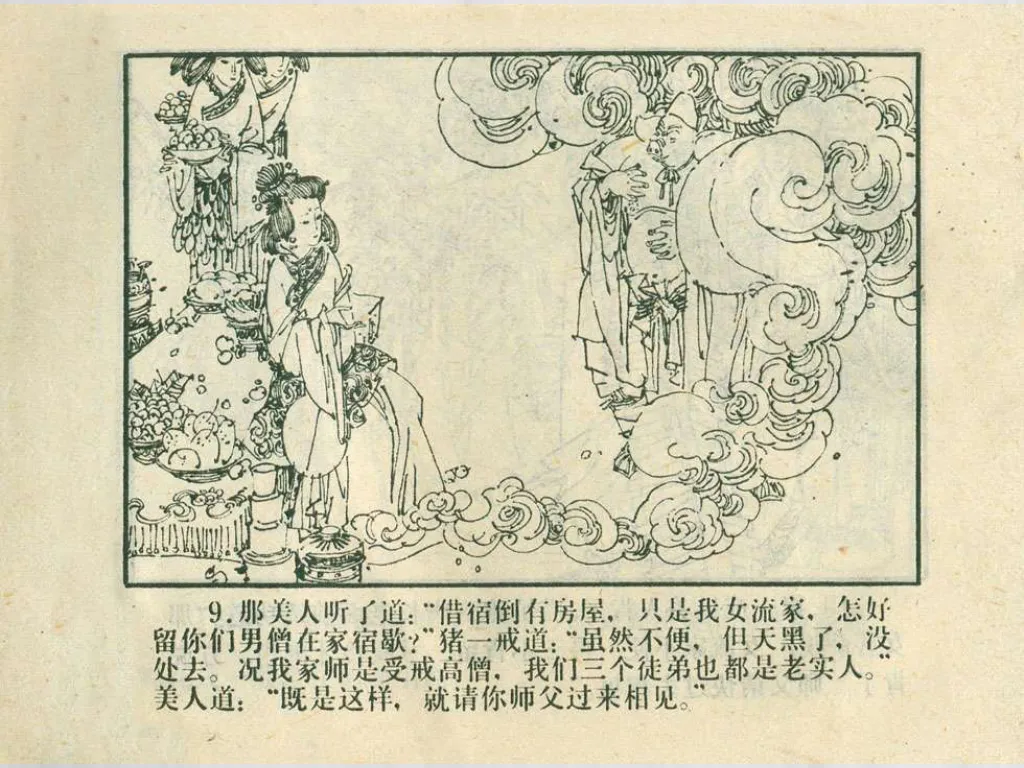 9.那美人听了道:“借宿倒有房屋，只是我女流家，怎好
留你们男僧在家宿歇?”猪一戒道:“虽然不便，但天黑了，没
处去。况我家师是受戒高僧，我们三个徒弟也都是老实人。”
美人道:“既是这样，就请你师父过来相见。”